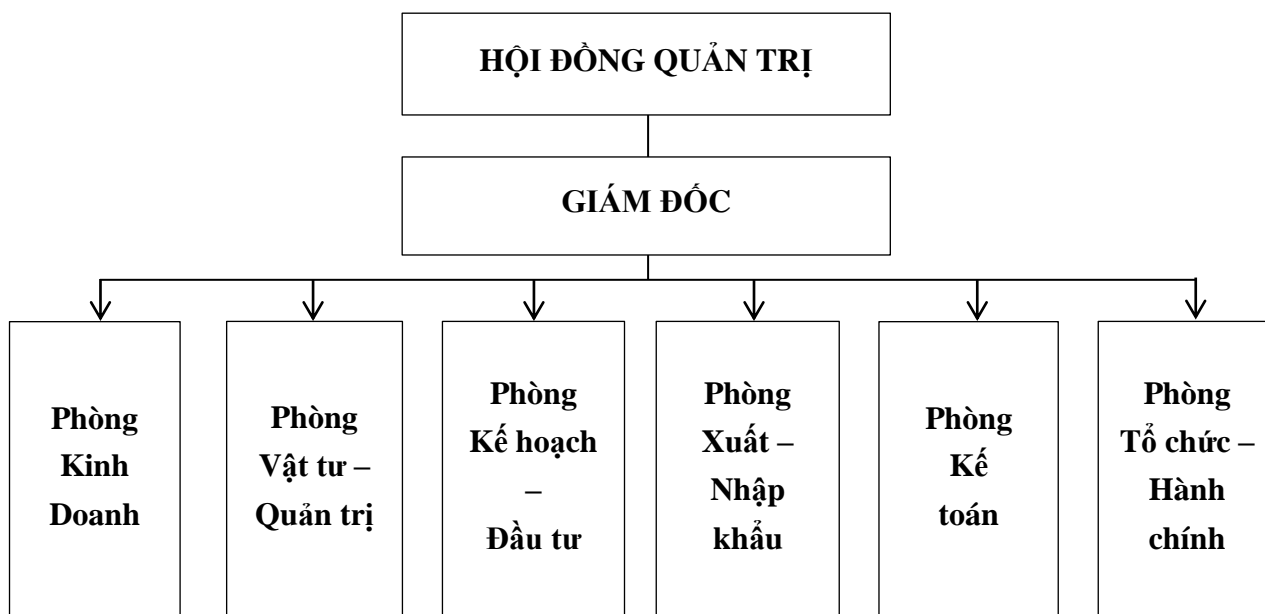 HỘI ĐỒNG QUẢN TRỊ
GIÁM ĐỐC
Phòng
Kinh
Doanh
Phòng
Vật tư –
Quản trị
Phòng
Kế hoạch
–
Đầu tư
Phòng
Xuất –
Nhập
khẩu
Phòng
Kế
toán
Phòng
Tổ chức –
Hành
chính